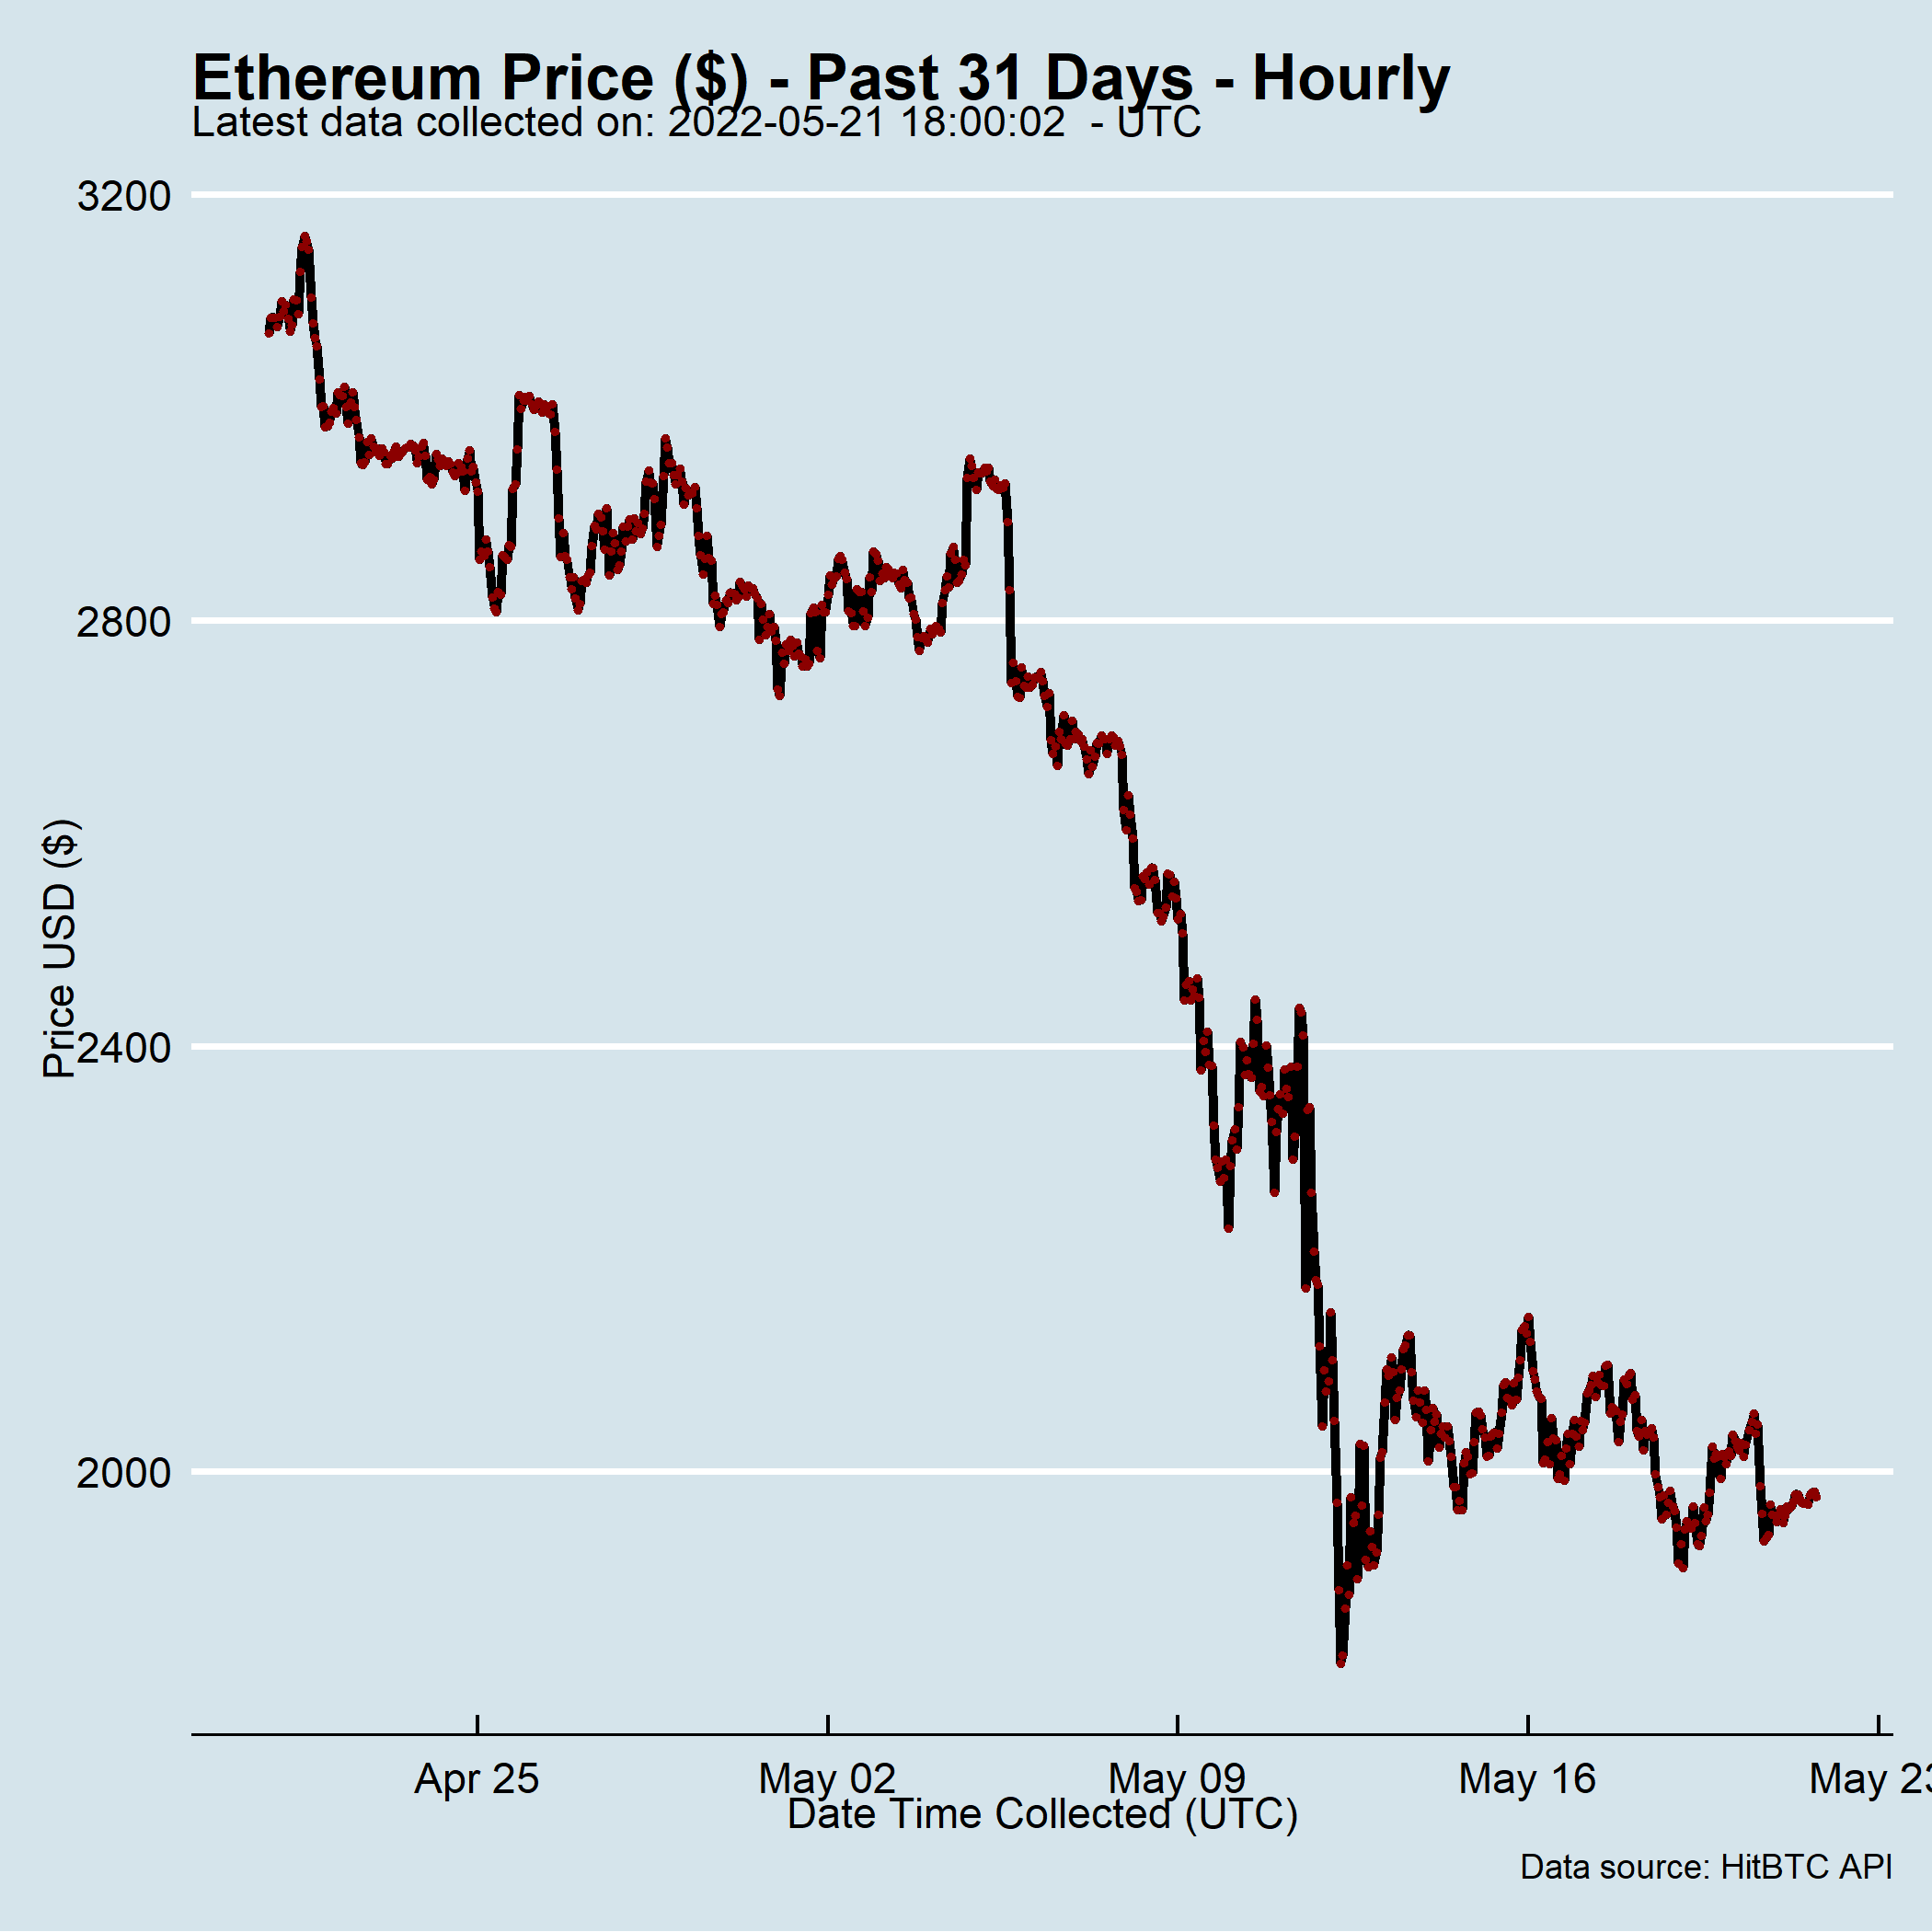 Ethereum Price ($) - Past 31 Days - Hourly
Latest data collected on: 2022-05-21 18:00:02  - UTC
3200
2800
2400
2000
Price USD ($)
Apr 25 May 02 May 09 May 16 May 23
Date Time Collected (UTC)
Data source: HitBTC API